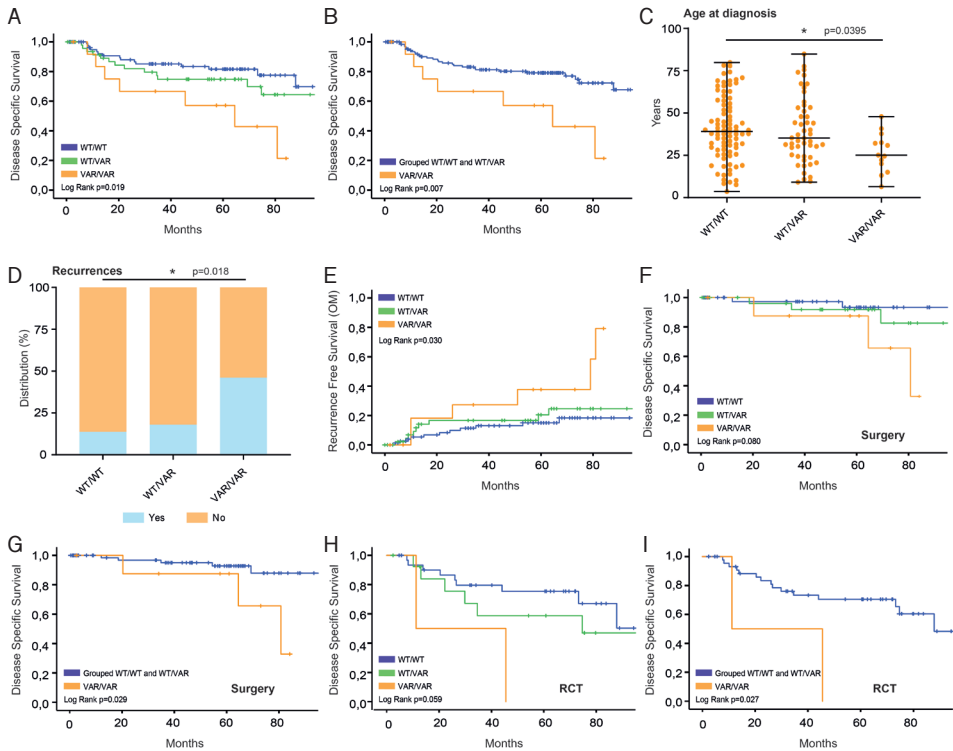 A
Disease Specific Survival
1,0
0,8
0,6
0,4
0,2
0,0
WT/WT
WT/VAR
VAR/VAR
Log Rank p=0.019
0 20 40 60 80
Months
B
Disease Specific Survival
1,0
0,8
0,6
0,4
0,2
0,0
Grouped WT/WT and WT/VAR
VAR/VAR
Log Rank p=0.007
0 20 40 60 80
Months
C
Age at diagnosis
* p=0.0395
Years
100
75
50
25
0
WT/WT WT/VAR VAR/VAR
D
Recurrences
* p=0.018
Distribution (%)
100
75
50
25
0
WT/WT WT/VAR VAR/VAR
Yes No
E
Recurrence Free Survival (OM)
1,0
0,8
0,6
0,4
0,2
0,0
WT/WT
WT/VAR
VAR/VAR
Log Rank p=0.030
0 20 40 60 80
Months
F
Disease Specific Survival
1,0
0,8
0,6
0,4
0,2
0,0
WT/WT
WT/VAR
VAR/VAR
Log Rank p=0.080
Surgery
0 20 40 60 80
Months
G
Disease Specific Survival
1,0
0,8
0,6
0,4
0,2
0,0
Grouped WT/WT and WT/VAR
VAR/VAR
Log Rank p=0.029
Surgery
0 20 40 60 80
Months
H
Disease Specific Survival
1,0
0,8
0,6
0,4
0,2
0,0
WT/WT
WT/VAR
VAR/VAR
Log Rank p=0.059
RCT
0 20 40 60 80
Months
I
Disease Specific Survival
1,0
0,8
0,6
0,4
0,2
0,0
Grouped WT/WT and WT/VAR
VAR/VAR
Log Rank p=0.027
RCT
0 20 40 60 80
Months